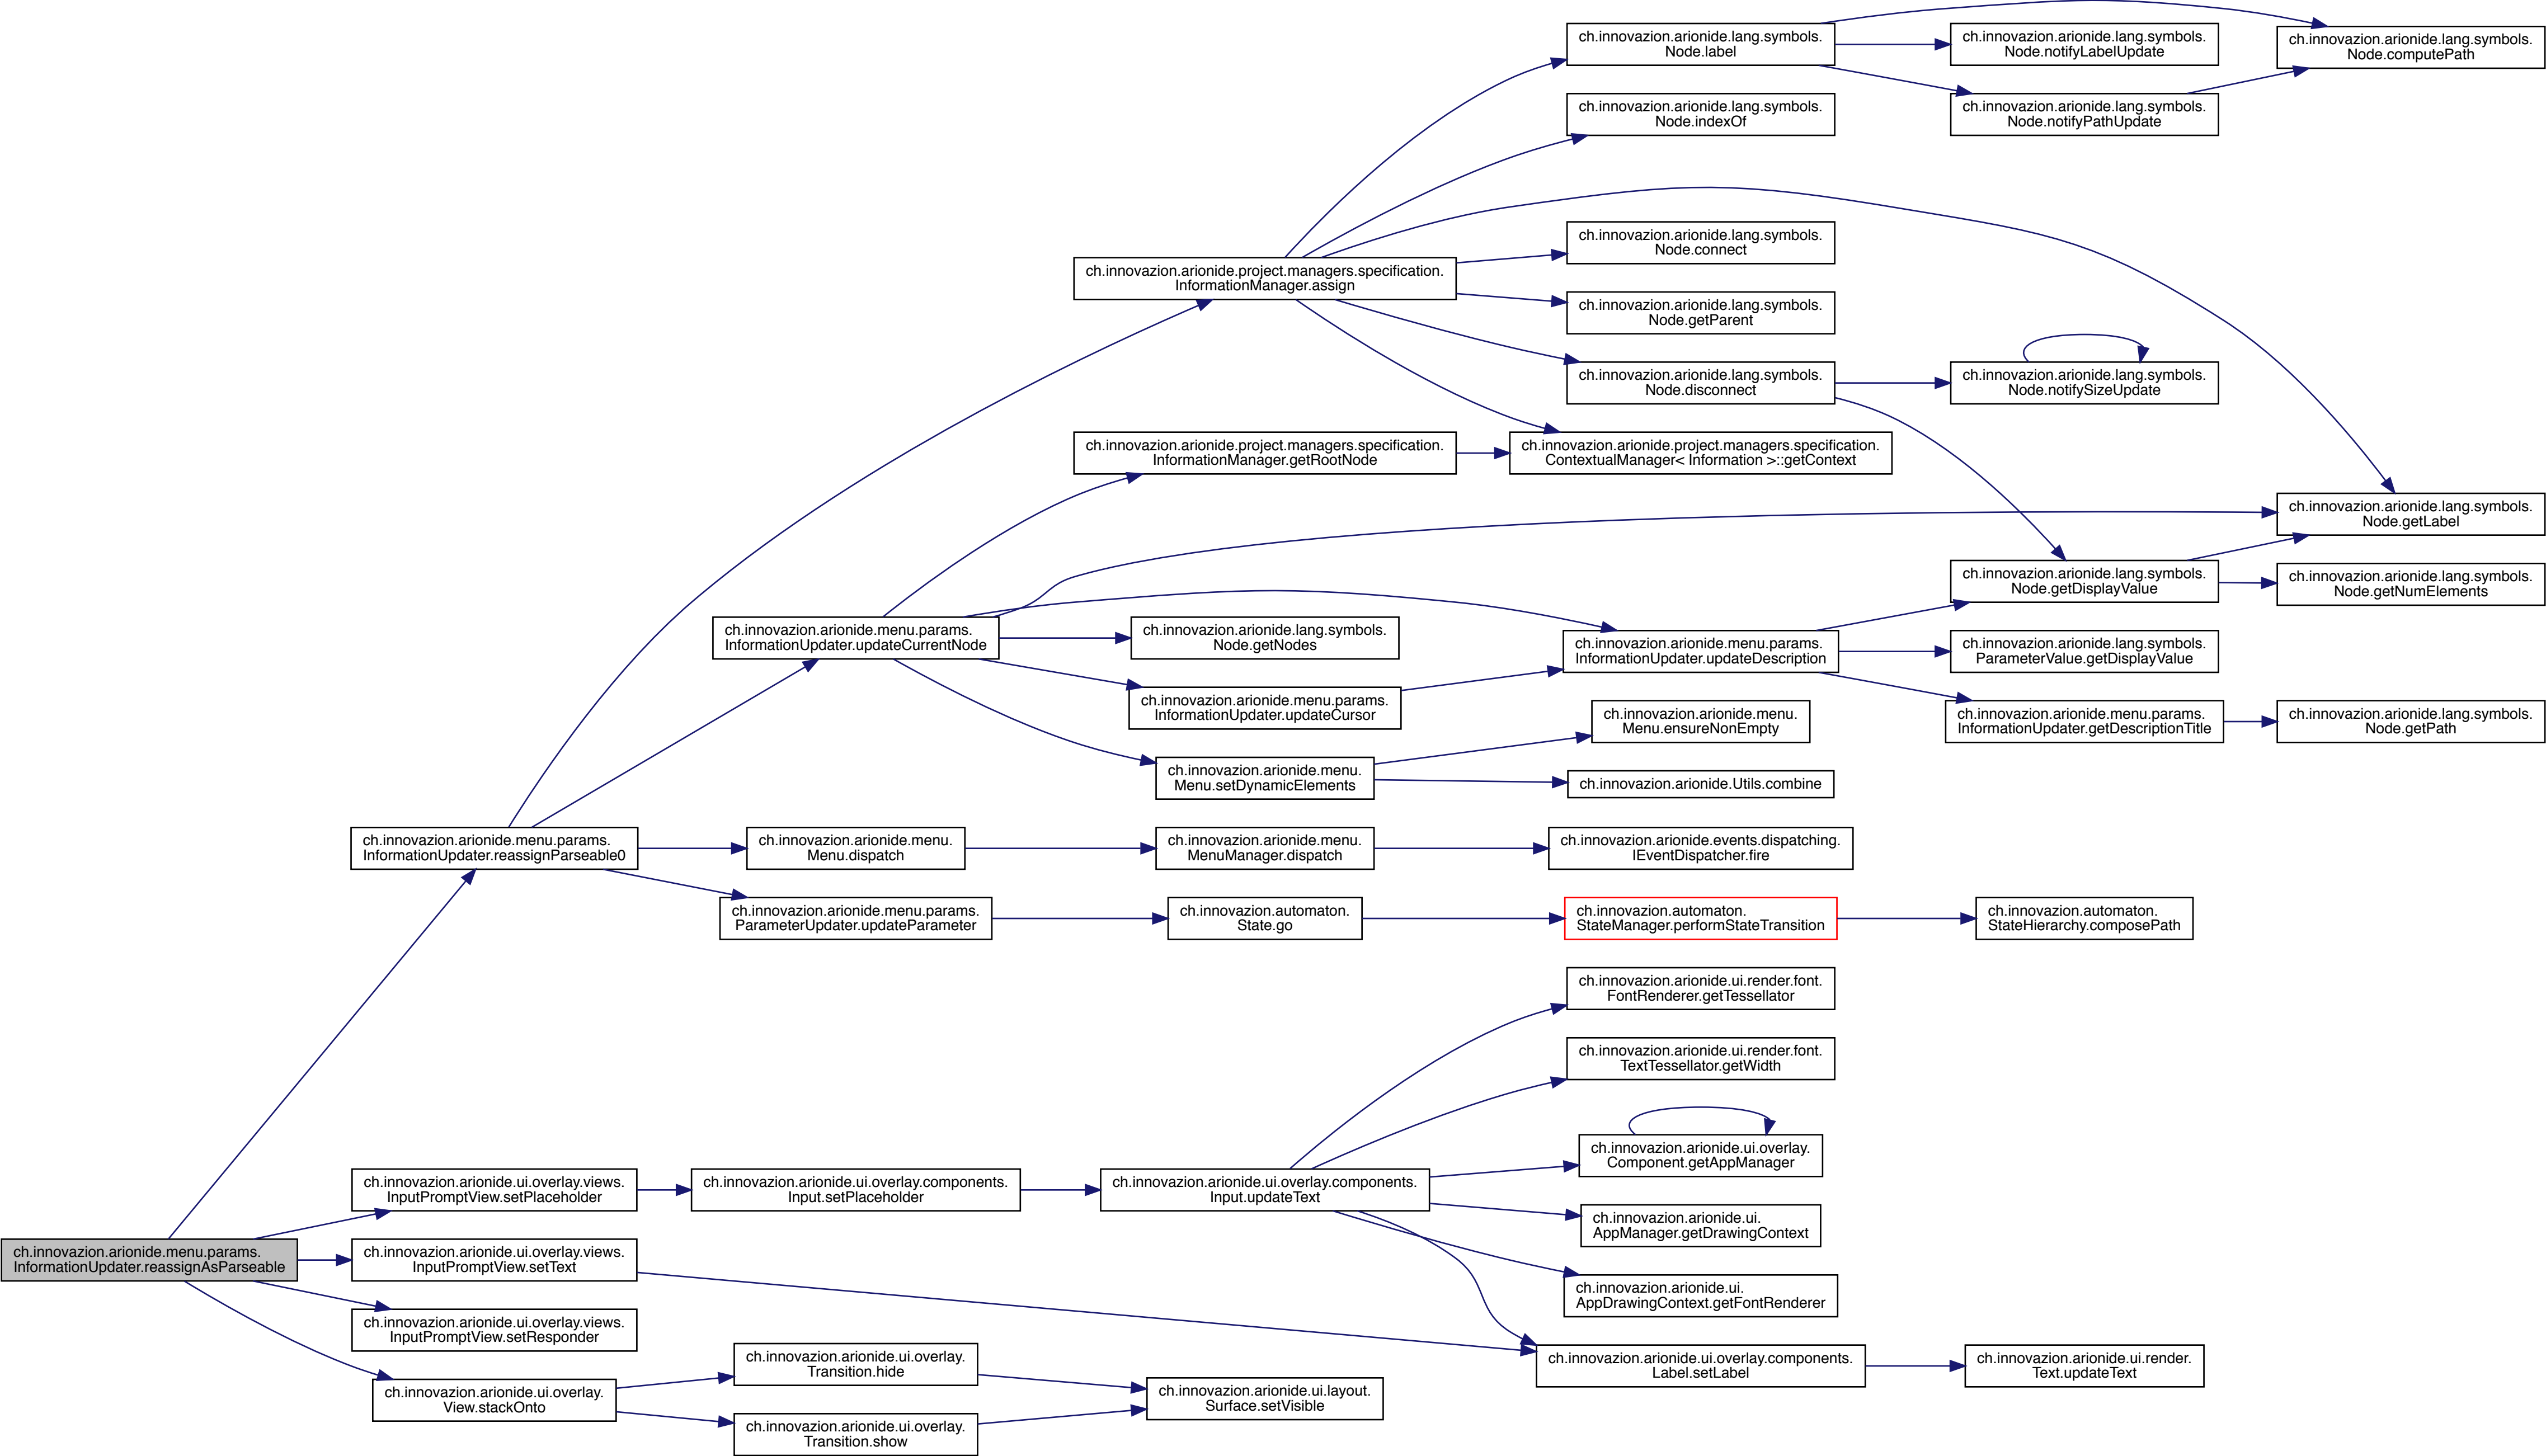 ch.innovazion.arionide.menu.params.
InformationUpdater.reassignAsParseable
ch.innovazion.arionide.menu.params.
InformationUpdater.reassignParseable0
ch.innovazion.arionide.ui.overlay.views.
InputPromptView.setPlaceholder
ch.innovazion.arionide.ui.overlay.views.
InputPromptView.setText
ch.innovazion.arionide.ui.overlay.views.
InputPromptView.setResponder
ch.innovazion.arionide.ui.overlay.
View.stackOnto
ch.innovazion.arionide.menu.params.
InformationUpdater.updateCurrentNode
ch.innovazion.arionide.menu.
Menu.dispatch
ch.innovazion.arionide.menu.params.
ParameterUpdater.updateParameter
ch.innovazion.arionide.ui.overlay.components.
Input.setPlaceholder
ch.innovazion.arionide.ui.overlay.
Transition.hide
ch.innovazion.arionide.ui.overlay.
Transition.show
ch.innovazion.arionide.project.managers.specification.
InformationManager.assign
ch.innovazion.arionide.project.managers.specification.
InformationManager.getRootNode
ch.innovazion.arionide.lang.symbols.
Node.getNodes
ch.innovazion.arionide.menu.params.
InformationUpdater.updateCursor
ch.innovazion.arionide.menu.
Menu.setDynamicElements
ch.innovazion.arionide.menu.
MenuManager.dispatch
ch.innovazion.automaton.
State.go
ch.innovazion.arionide.ui.overlay.components.
Input.updateText
ch.innovazion.arionide.ui.layout.
Surface.setVisible
ch.innovazion.arionide.lang.symbols.
Node.label
ch.innovazion.arionide.lang.symbols.
Node.indexOf
ch.innovazion.arionide.lang.symbols.
Node.connect
ch.innovazion.arionide.lang.symbols.
Node.getParent
ch.innovazion.arionide.lang.symbols.
Node.disconnect
ch.innovazion.arionide.project.managers.specification.
ContextualManager< Information >::getContext
ch.innovazion.arionide.menu.params.
InformationUpdater.updateDescription
ch.innovazion.arionide.menu.
Menu.ensureNonEmpty
ch.innovazion.arionide.Utils.combine
ch.innovazion.arionide.events.dispatching.
IEventDispatcher.fire
ch.innovazion.automaton.
StateManager.performStateTransition
ch.innovazion.arionide.ui.render.font.
FontRenderer.getTessellator
ch.innovazion.arionide.ui.render.font.
TextTessellator.getWidth
ch.innovazion.arionide.ui.overlay.
Component.getAppManager
ch.innovazion.arionide.ui.
AppManager.getDrawingContext
ch.innovazion.arionide.ui.
AppDrawingContext.getFontRenderer
ch.innovazion.arionide.ui.overlay.components.
Label.setLabel
ch.innovazion.arionide.lang.symbols.
Node.notifyLabelUpdate
ch.innovazion.arionide.lang.symbols.
Node.notifyPathUpdate
ch.innovazion.arionide.lang.symbols.
Node.notifySizeUpdate
ch.innovazion.arionide.lang.symbols.
Node.getDisplayValue
ch.innovazion.arionide.lang.symbols.
ParameterValue.getDisplayValue
ch.innovazion.arionide.menu.params.
InformationUpdater.getDescriptionTitle
ch.innovazion.automaton.
StateHierarchy.composePath
ch.innovazion.arionide.ui.render.
Text.updateText
ch.innovazion.arionide.lang.symbols.
Node.computePath
ch.innovazion.arionide.lang.symbols.
Node.getLabel
ch.innovazion.arionide.lang.symbols.
Node.getNumElements
ch.innovazion.arionide.lang.symbols.
Node.getPath